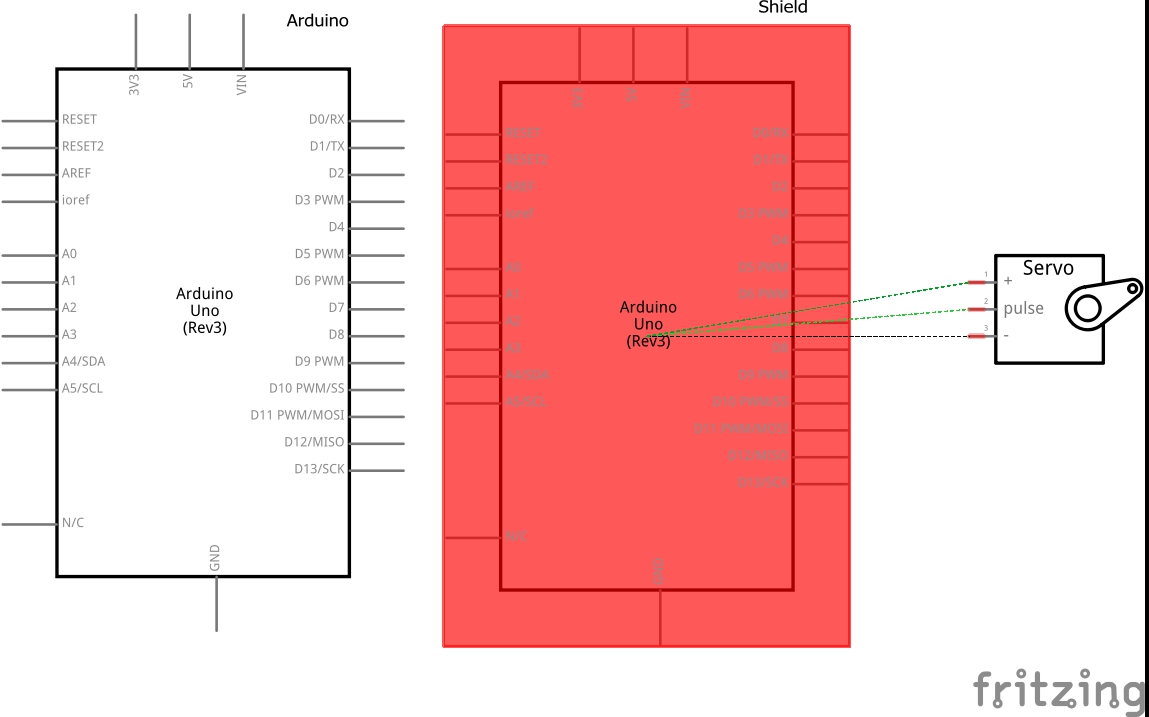 Arduino
3V3
5V
VIN
RESET
RESET2
AREF
ioref
A0
A1
A2
A3
A4/SDA
A5/SCL
N/C
D0/RX
D1/TX
D2
D3 PWM
D4
D5 PWM
D6 PWM
D7
D8
D9 PWM
D10 PWM/SS
D11 PWM/MOSI
D12/MISO
D13/SCK
Arduino
Uno
(Rev3)
GND
Shield
RESET
RESET2
AREF
ioref
A0
A1
A2
A3
A4/SDA
A5/SCL
N/C
D0/RX
D1/TX
D2
D3 PWM
D4
D5 PWM
D6 PWM
D8
D9 PWM
D10 PWM/SS
D11 PWM/MOSI
D12/MISO
D13/SCK
Arduino
Uno
(Rev3)
GND
Servo
1
+
2
pulse
3
-
fritzing